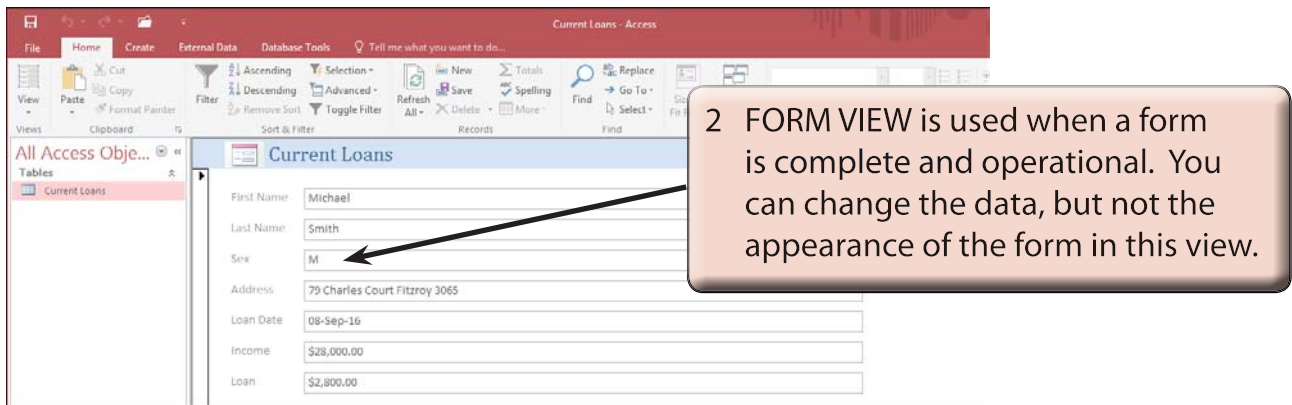 Current Loans - Access
File Home Create External Data Database Tools Tell me what you want to do...
View
Paste
Cut
Copy
Format Painter
Filter
Ascending
Descending
Remove Sort
Selection
Advanced
Toggle Filter
Refresh
All
New
Save
Delete
Totals
Spelling
More
Find
Replace
Go To
Select
Views Clipboard Sort & Filter Records Find
All Access Obje...
Tables
Current Loans
Current Loans
First Name Michael
Last Name Smith
Sex M
Address 79 Charles Court Fitzroy 3065
Loan Date 08-Sep-16
Income $28,000.00
Loan $2,800.00
2 FORM VIEW is used when a form
is complete and operational. You
can change the data, but not the
appearance of the form in this view.